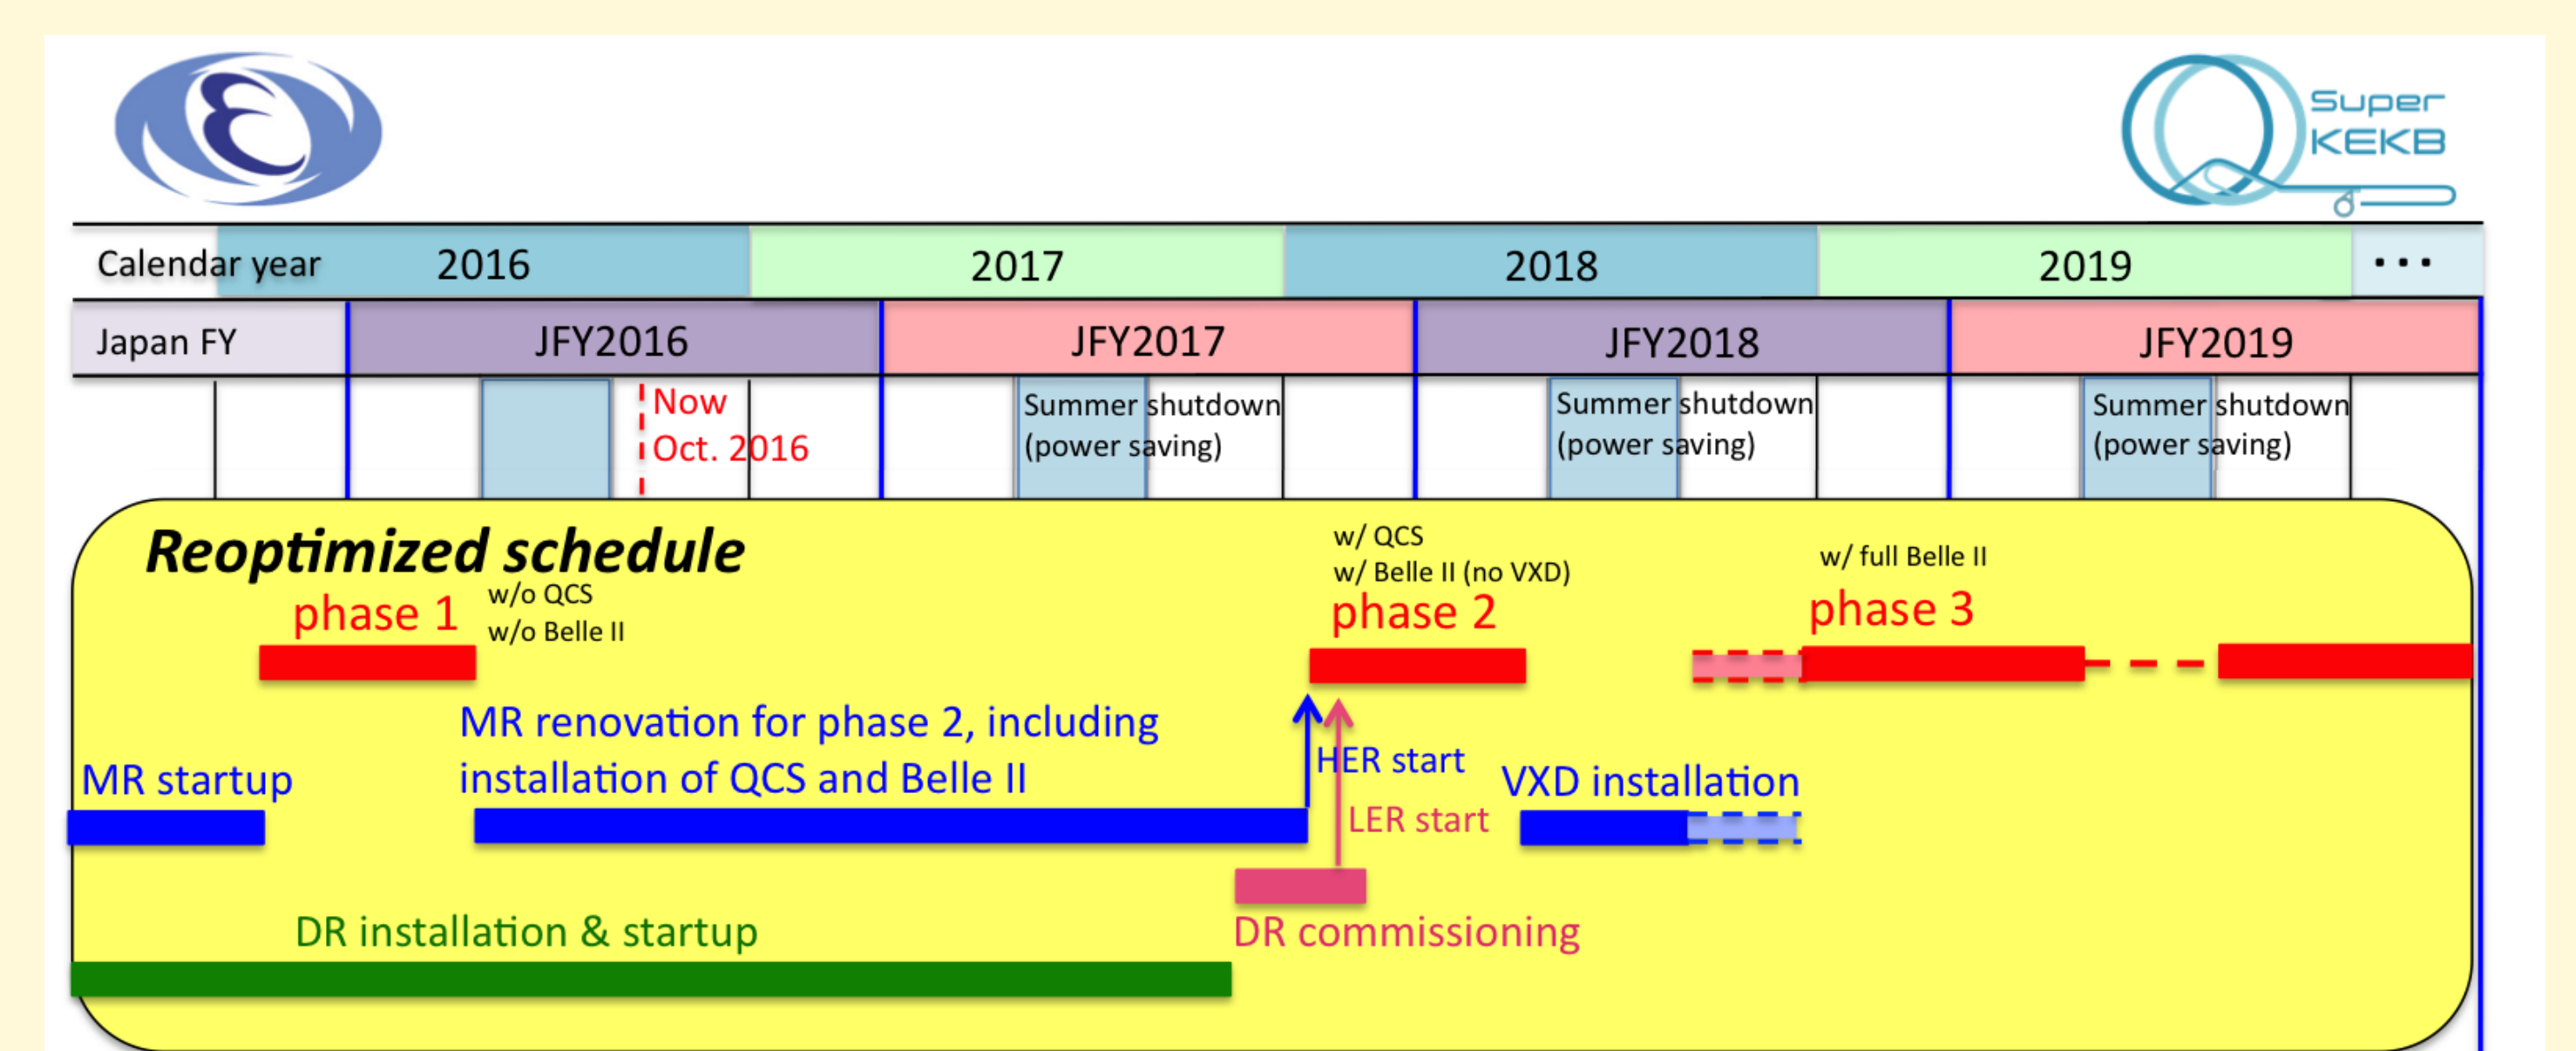 Super
KEKB
Calendar year 2016 2017 2018 2019 ...
Japan FY JFY2016 JFY2017 JFY2018 JFY2019
Now
Oct. 2016
Summer shutdown
(power saving)
Summer shutdown
(power saving)
Summer shutdown
(power saving)
Reoptimized schedule
phase 1
w/o QCS
w/o Belle II
w/ QCS
w/ Belle II (no VXD)
phase 2
w/ full Belle II
phase 3
MR startup
MR renovation for phase 2, including
installation of QCS and Belle II
HER start
LER start
VXD installation
DR installation & startup
DR commissioning